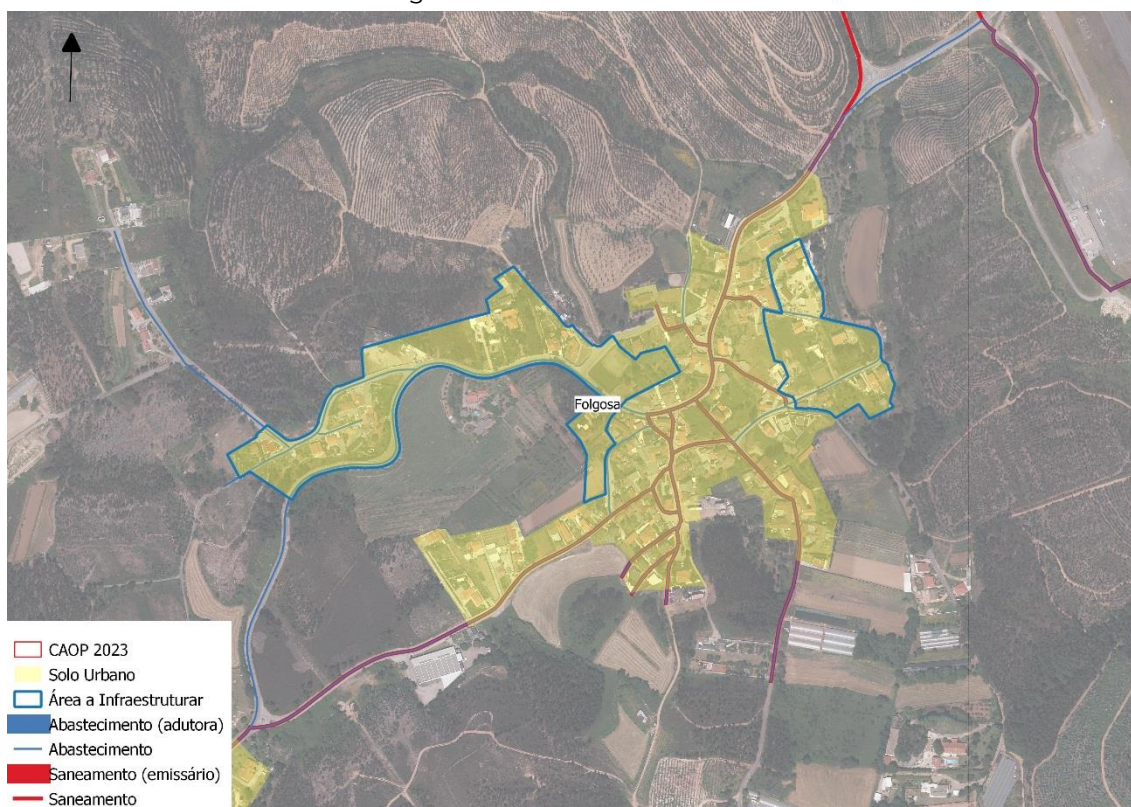 Folgosa
CAOP 2023
Solo Urbano
Área a Infraestruturar
Abastecimento (adutora)
Abastecimento
Saneamento (emissário)
Saneamento